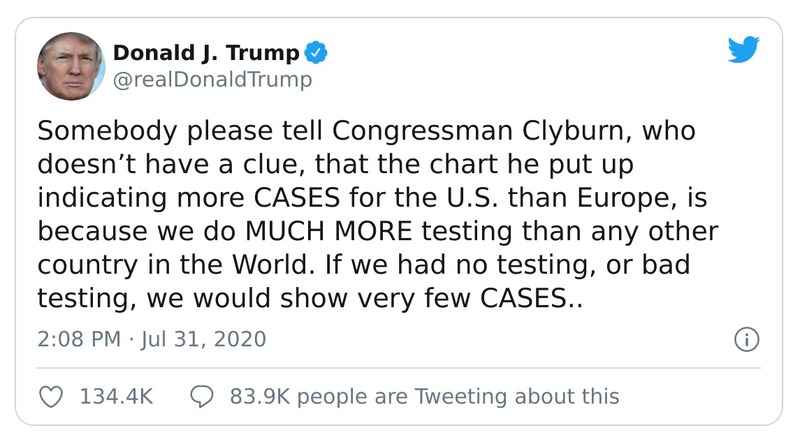 Donald J. Trump
@realDonaldTrump
Somebody please tell Congressman Clyburn, who
doesn’t have a clue, that the chart he put up
indicating more CASES for the U.S. than Europe, is
because we do MUCH MORE testing than any other
country in the World. If we had no testing, or bad
testing, we would show very few CASES..
2:08 PM · Jul 31, 2020
134.4K
83.9K people are Tweeting about this